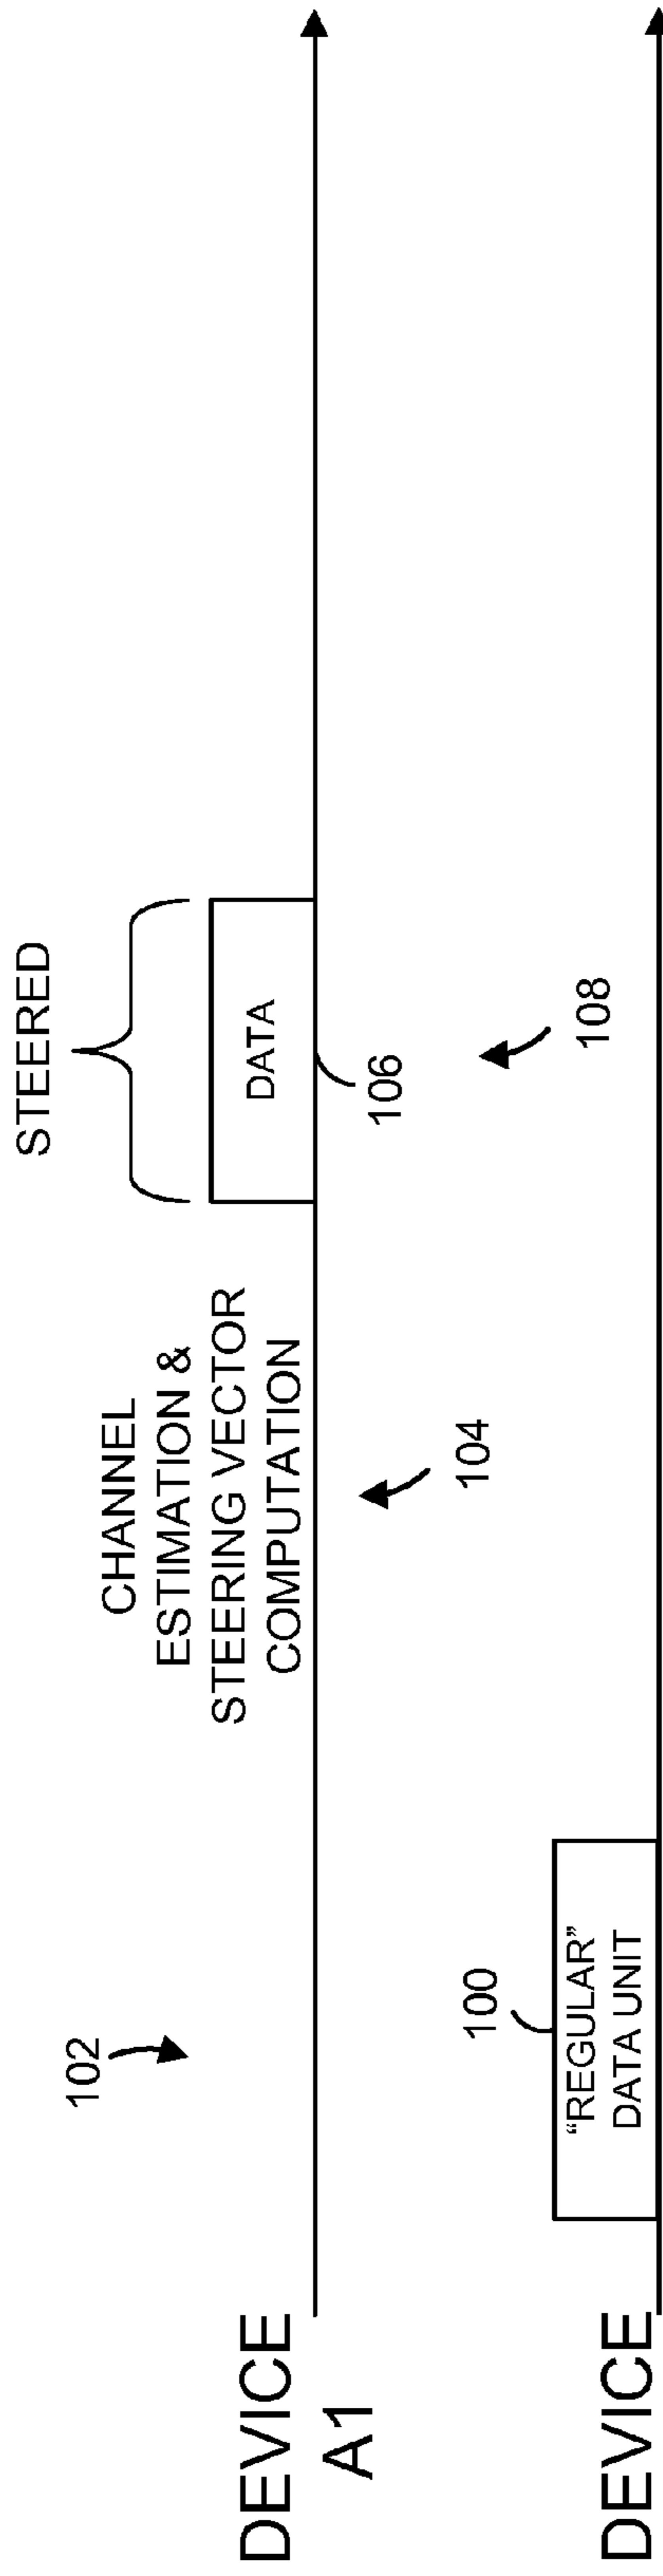 STEERED
CHANNEL
ESTIMATION &
STEERING VECTOR
COMPUTATION
DATA
106
102
104
108
DEVICE
A1
100
“REGULAR”
DATA UNIT
DEVICE